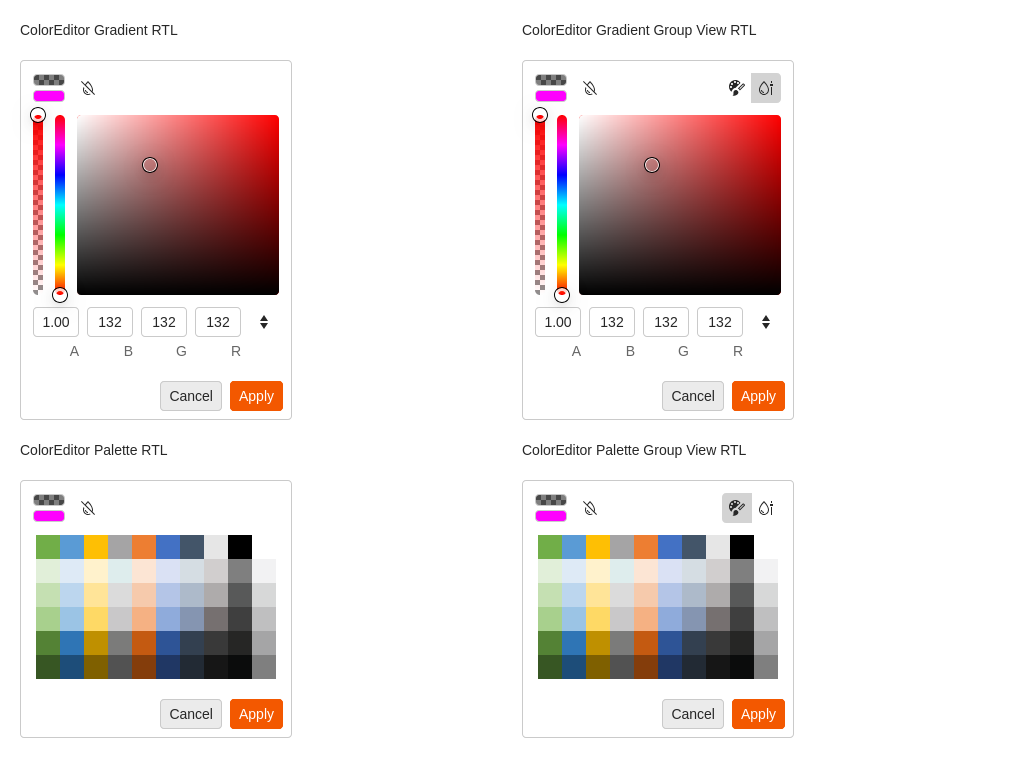 ColorEditor Gradient RTL
ColorEditor Gradient Group View RTL
1.00 132 132 132
A B G R
Cancel Apply
1.00 132 132 132
A B G R
Cancel Apply
ColorEditor Palette RTL
ColorEditor Palette Group View RTL
Cancel Apply
Cancel Apply